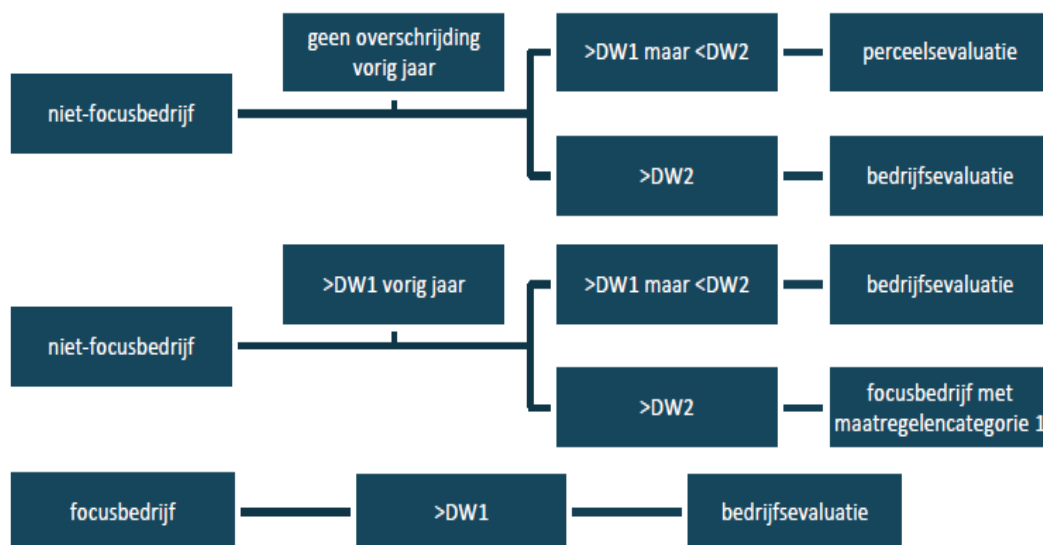 geen overschrijding
vorig jaar
>DW1 maar <DW2
perceelsevaluatie
niet-focusbedrijf
>DW2
bedrijfsevaluatie
>DW1 vorig jaar
>DW1 maar <DW2
bedrijfsevaluatie
niet-focusbedrijf
>DW2
focusbedrijf met
maatregelencategorie 1
focusbedrijf
>DW1
bedrijfsevaluatie